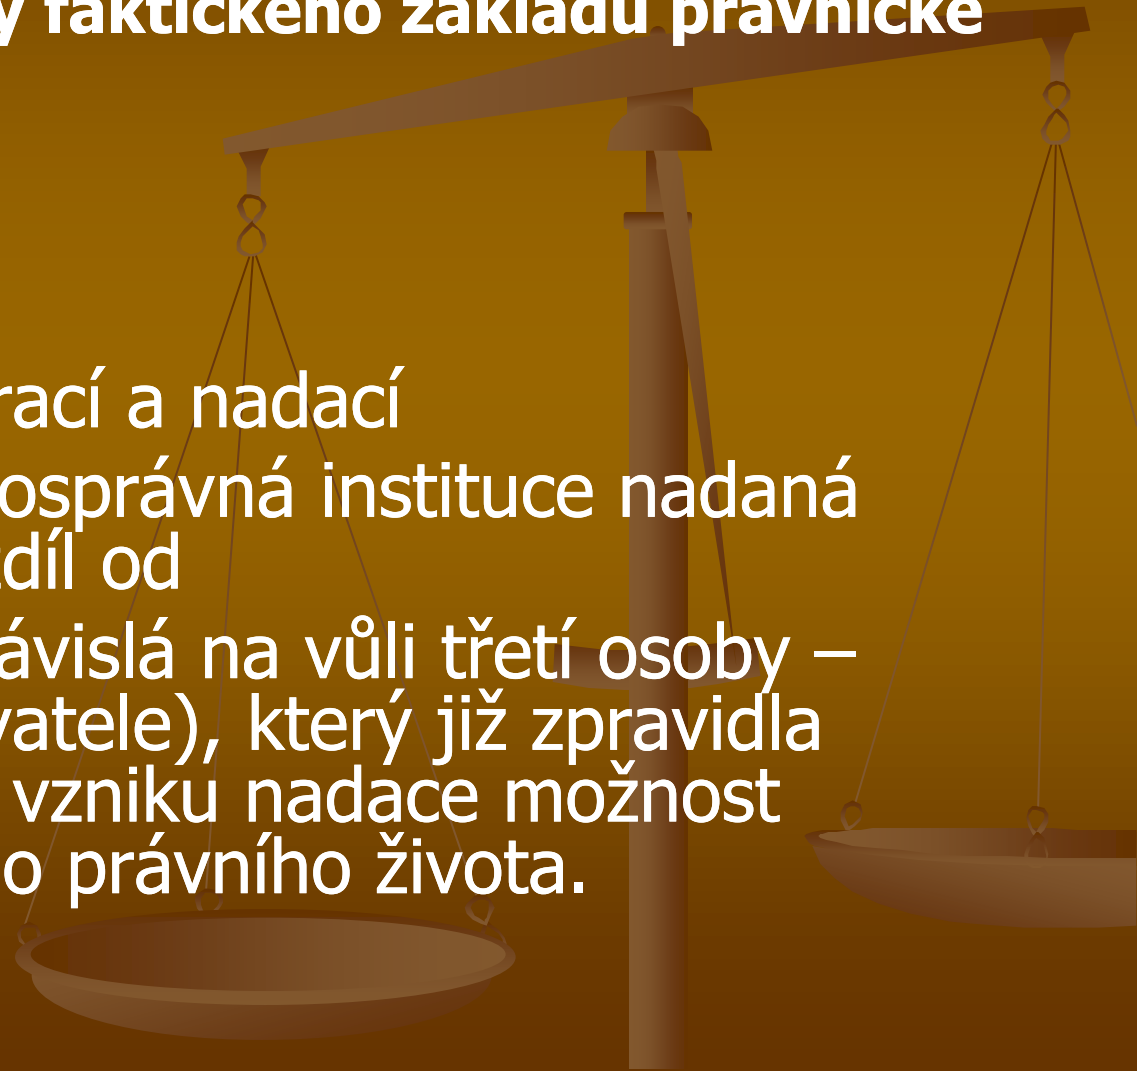 y faktického základu právnické
rací a nadací
osprávná instituce nadaná
zdíl od
ávislá na vůli třetí osoby –
vatele), který již zpravidla
vzniku nadace možnost
o právního života.